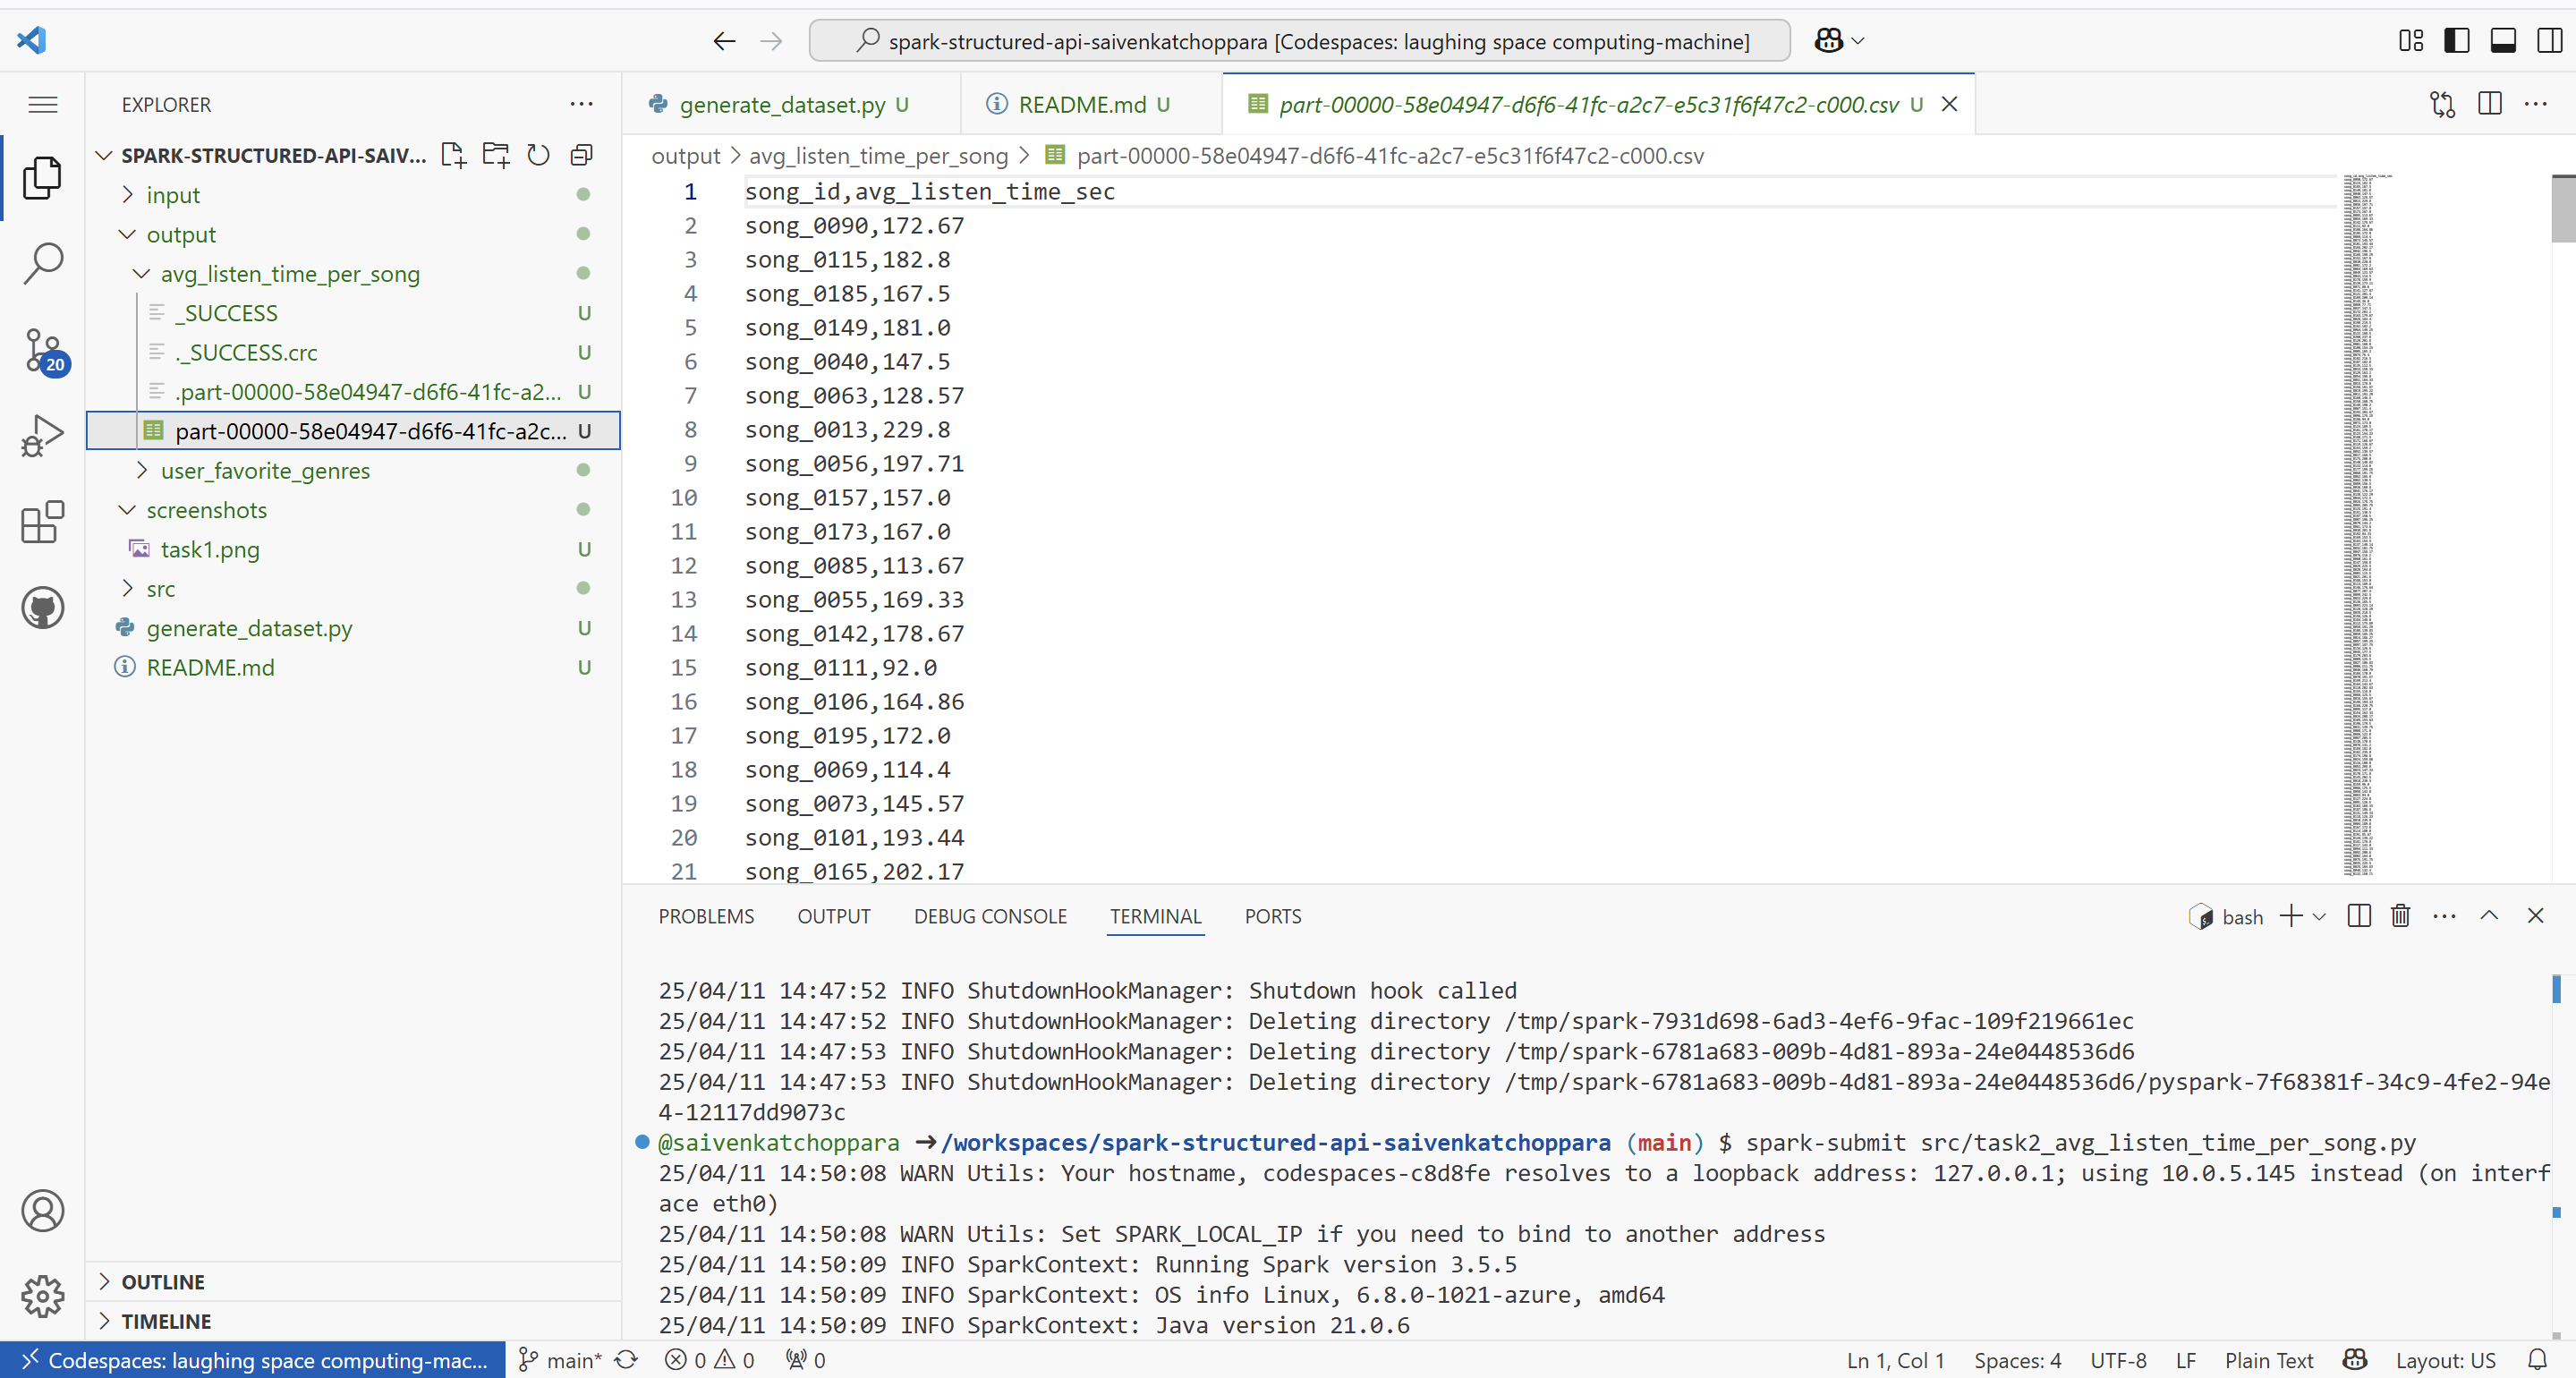 spark-structured-api-saivenkatchoppara [Codespaces: laughing space computing-machine]
EXPLORER
SPARK-STRUCTURED-API-SAIV...
input
output
avg_listen_time_per_song
_SUCCESS U
._SUCCESS.crc U
.part-00000-58e04947-d6f6-41fc-a2... U
part-00000-58e04947-d6f6-41fc-a2c... U
user_favorite_genres
screenshots
task1.png U
src
generate_dataset.py U
README.md U
20
OUTLINE
TIMELINE
generate_dataset.py U
README.md U
part-00000-58e04947-d6f6-41fc-a2c7-e5c31f6f47c2-c000.csv U
output > avg_listen_time_per_song > part-00000-58e04947-d6f6-41fc-a2c7-e5c31f6f47c2-c000.csv
1 song_id,avg_listen_time_sec
2 song_0090,172.67
3 song_0115,182.8
4 song_0185,167.5
5 song_0149,181.0
6 song_0040,147.5
7 song_0063,128.57
8 song_0013,229.8
9 song_0056,197.71
10 song_0157,157.0
11 song_0173,167.0
12 song_0085,113.67
13 song_0055,169.33
14 song_0142,178.67
15 song_0111,92.0
16 song_0106,164.86
17 song_0195,172.0
18 song_0069,114.4
19 song_0073,145.57
20 song_0101,193.44
21 song_0165,202.17
PROBLEMS OUTPUT DEBUG CONSOLE TERMINAL PORTS
bash
25/04/11 14:47:52 INFO ShutdownHookManager: Shutdown hook called
25/04/11 14:47:52 INFO ShutdownHookManager: Deleting directory /tmp/spark-7931d698-6ad3-4ef6-9fac-109f219661ec
25/04/11 14:47:53 INFO ShutdownHookManager: Deleting directory /tmp/spark-6781a683-009b-4d81-893a-24e0448536d6
25/04/11 14:47:53 INFO ShutdownHookManager: Deleting directory /tmp/spark-6781a683-009b-4d81-893a-24e0448536d6/pyspark-7f68381f-34c9-4fe2-94e
4-12117dd9073c
@saivenkatchoppara ➜/workspaces/spark-structured-api-saivenkatchoppara (main) $ spark-submit src/task2_avg_listen_time_per_song.py
25/04/11 14:50:08 WARN Utils: Your hostname, codespaces-c8d8fe resolves to a loopback address: 127.0.0.1; using 10.0.5.145 instead (on interf
ace eth0)
25/04/11 14:50:08 WARN Utils: Set SPARK_LOCAL_IP if you need to bind to another address
25/04/11 14:50:09 INFO SparkContext: Running Spark version 3.5.5
25/04/11 14:50:09 INFO SparkContext: OS info Linux, 6.8.0-1021-azure, amd64
25/04/11 14:50:09 INFO SparkContext: Java version 21.0.6
Codespaces: laughing space computing-mac... main* 0 0 0 Ln 1, Col 1 Spaces: 4 UTF-8 LF Plain Text Layout: US